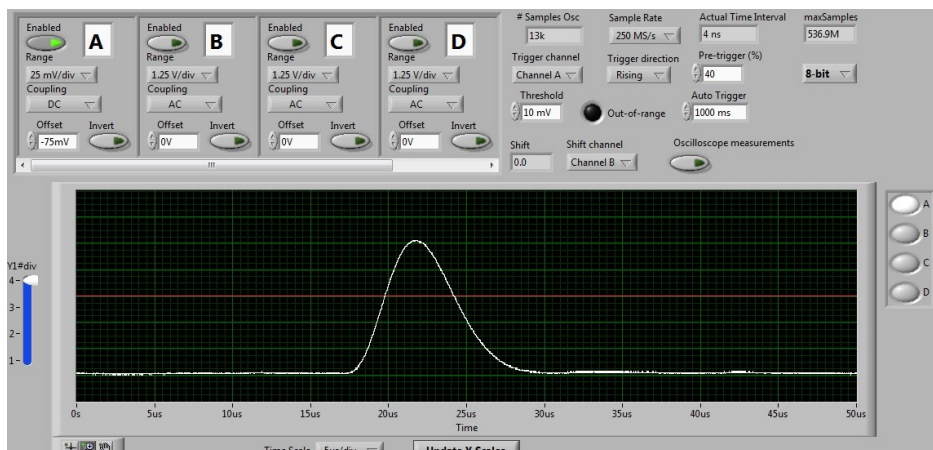 Enabled
A
Range
25 mV/div
Coupling
DC
Offset
Invert
-75mV
Enabled
B
Range
1.25 V/div
Coupling
AC
Offset
Invert
0V
Enabled
C
Range
1.25 V/div
Coupling
AC
Offset
Invert
0V
Enabled
D
Range
1.25 V/div
Coupling
AC
Offset
Invert
0V
# Samples Osc
13k
Sample Rate
250 MS/s
Actual Time Interval
4 ns
maxSamples
536.9M
Trigger channel
Channel A
Trigger direction
Rising
Pre-trigger (%)
40
8-bit
Threshold
10 mV
Out-of-range
Auto Trigger
1000 ms
Shift
0.0
Shift channel
Channel B
Oscilloscope measurements
Y1#div
4-
3-
2-
1-
A
B
C
D
0s 5us 10us 15us 20us 25us 30us 35us 40us 45us 50us
Time
Time Scale 5us/div Update X Scales